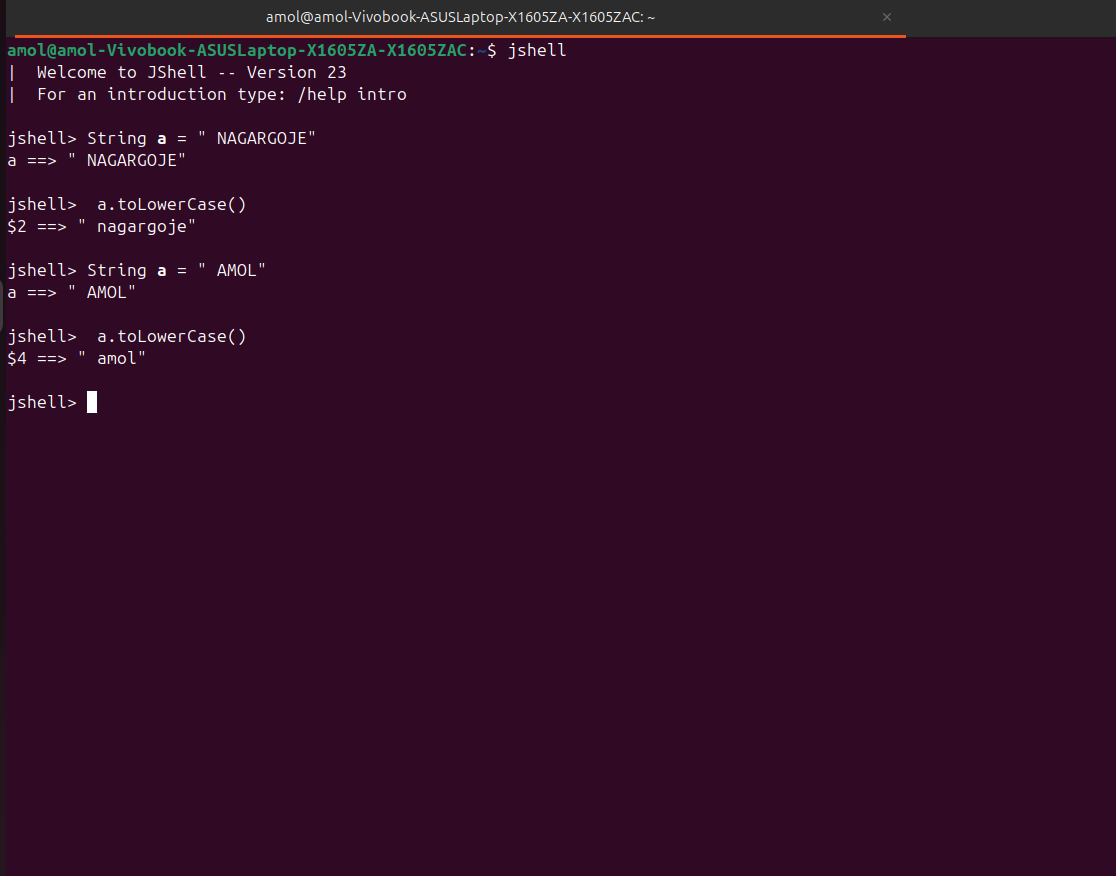 amol@amol-Vivobook-ASUSLaptop-X1605ZA-X1605ZAC: ~
amol@amol-Vivobook-ASUSLaptop-X1605ZA-X1605ZAC:~$ jshell
|  Welcome to JShell -- Version 23
|  For an introduction type: /help intro
jshell> String a = " NAGARGOJE"
a ==> " NAGARGOJE"
jshell>  a.toLowerCase()
$2 ==> " nagargoje"
jshell> String a = " AMOL"
a ==> " AMOL"
jshell>  a.toLowerCase()
$4 ==> " amol"
jshell>